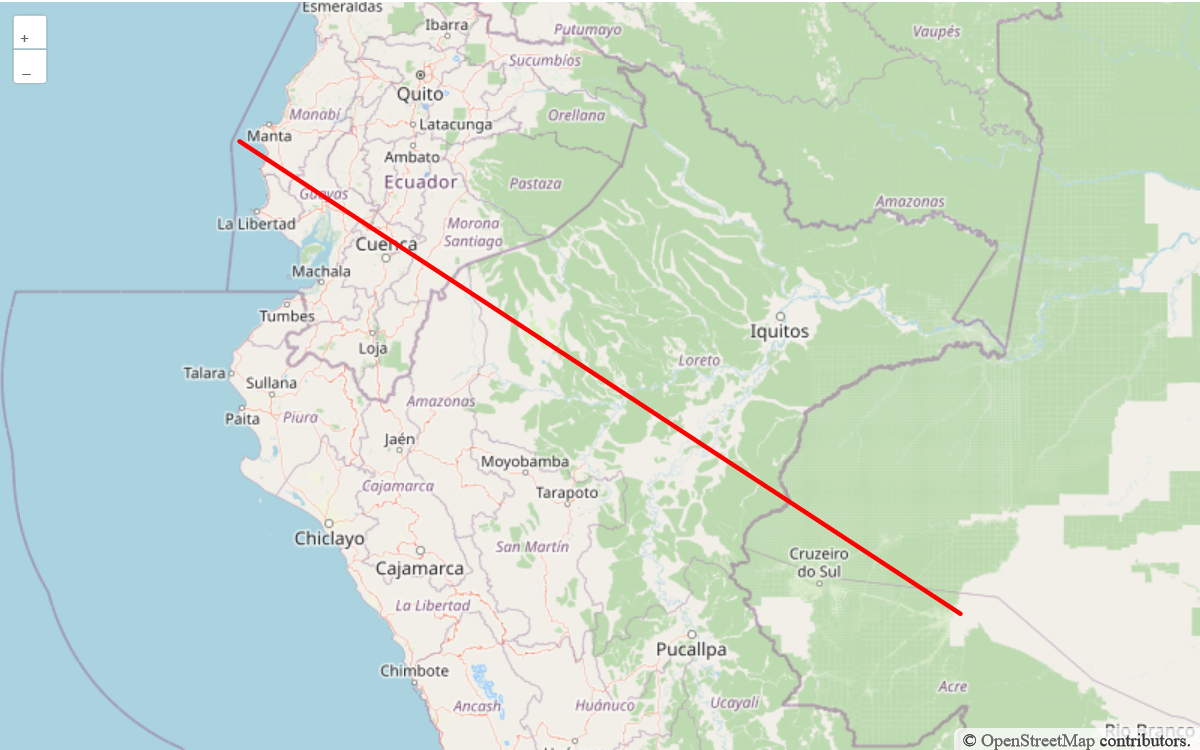 Esmeraldas
+
Ibarra
Putumayo
Vaupés
Sucumbíos
–
Quito
Manabí
Orellana
Latacunga
Manta
Ambato
Ecuador
Pastaza
Guayas
Amazonas
La Libertad
Morona
Santiago
Cuenca
Machala
Tumbes
Iquitos
Loja
Loreto
Talara
Sullana
Amazonas
Paita
Piura
Jaén
Moyobamba
Cajamarca
Tarapoto
Chiclayo
San Martín
Cruzeiro
do Sul
Cajamarca
La Libertad
Pucallpa
Chimbote
Acre
Ancash
Huánuco
Ucayali
Rio Branco
© OpenStreetMap contributors.